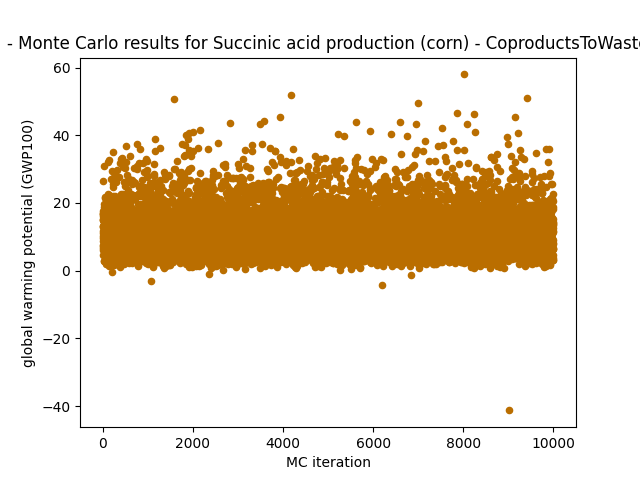 - Monte Carlo results for Succinic acid production (corn) - CoproductsToWaste
global warming potential (GWP100)
60
40
20
0
−20
−40
0 2000 4000 6000 8000 10000
MC iteration